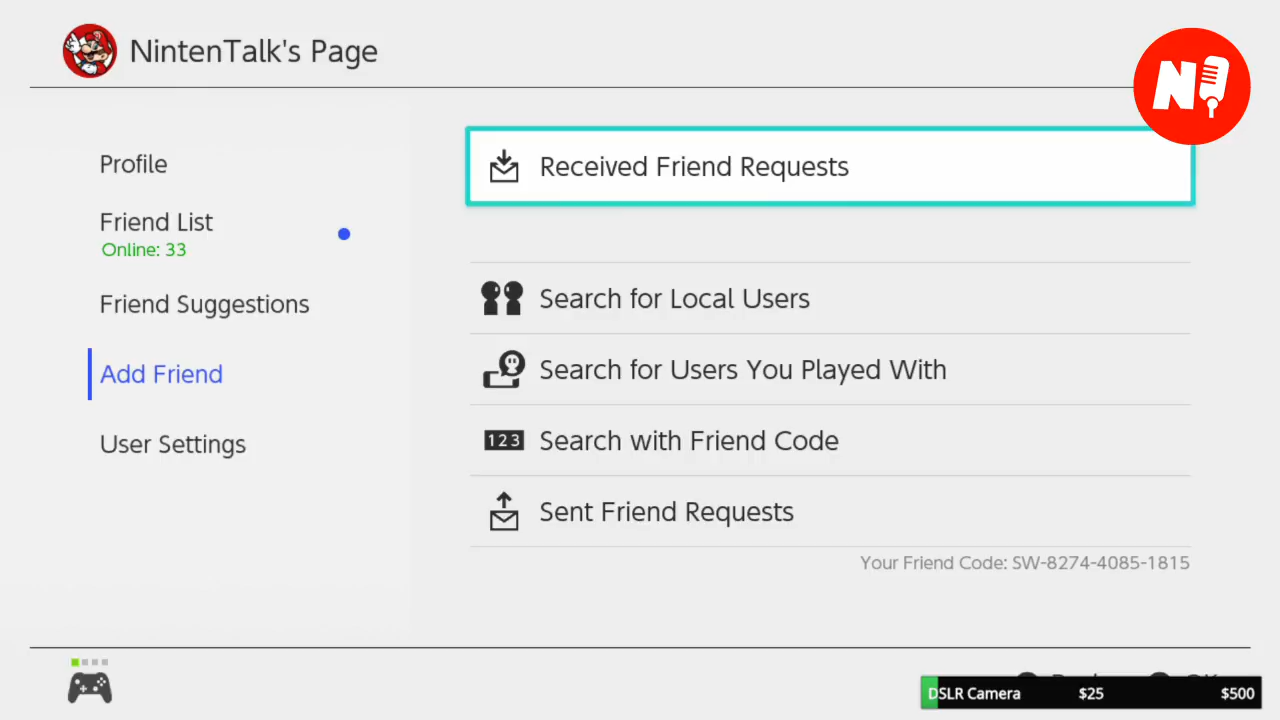 NintenTalk's Page
N
Profile
Friend List
Online: 33
Friend Suggestions
Add Friend
User Settings
Received Friend Requests
Search for Local Users
Search for Users You Played With
123 Search with Friend Code
Sent Friend Requests
Your Friend Code: SW-8274-4085-1815
DSLR Camera $25 $500